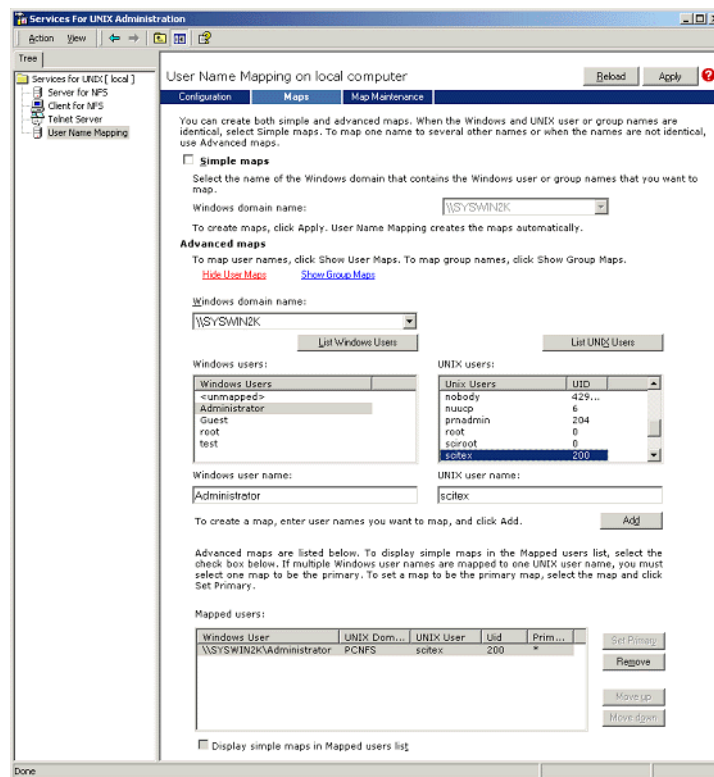 Services For UNIX Administration
Action View
Tree
Services for UNIX [ local ]
Server for NFS
Client for NFS
Telnet Server
User Name Mapping
User Name Mapping on local computer
Reload
Apply
Configuration
Maps
Map Maintenance
You can create both simple and advanced maps. When the Windows and UNIX user or group names are
identical, select Simple maps. To map one name to several other names or when the names are not identical,
use Advanced maps.
Simple maps
Select the name of the Windows domain that contains the Windows user or group names that you want to
map.
Windows domain name:
\\SYSWIN2K
To create maps, click Apply. User Name Mapping creates the maps automatically.
Advanced maps
To map user names, click Show User Maps. To map group names, click Show Group Maps.
Hide User Maps
Show Group Maps
Windows domain name:
\\SYSWIN2K
List Windows Users
List UNIX Users
Windows users:
UNIX users:
Windows Users
<unmapped>
Administrator
Guest
root
test
Unix Users UID
nobody 429...
nuucp 6
prnadmin 204
root 0
sciroot 0
scitex 200
Windows user name:
UNIX user name:
Administrator
scitex
To create a map, enter user names you want to map, and click Add.
Add
Advanced maps are listed below. To display simple maps in the Mapped users list, select the
check box below. If multiple Windows user names are mapped to one UNIX user name, you must
select one map to be the primary. To set a map to be the primary map, select the map and click
Set Primary.
Mapped users:
Windows User UNIX Dom... UNIX User Uid Prim...
\\SYSWIN2K\Administrator PCNFS scitex 200 *
Set Primary
Remove
Move up
Move down
Display simple maps in Mapped users list
Done